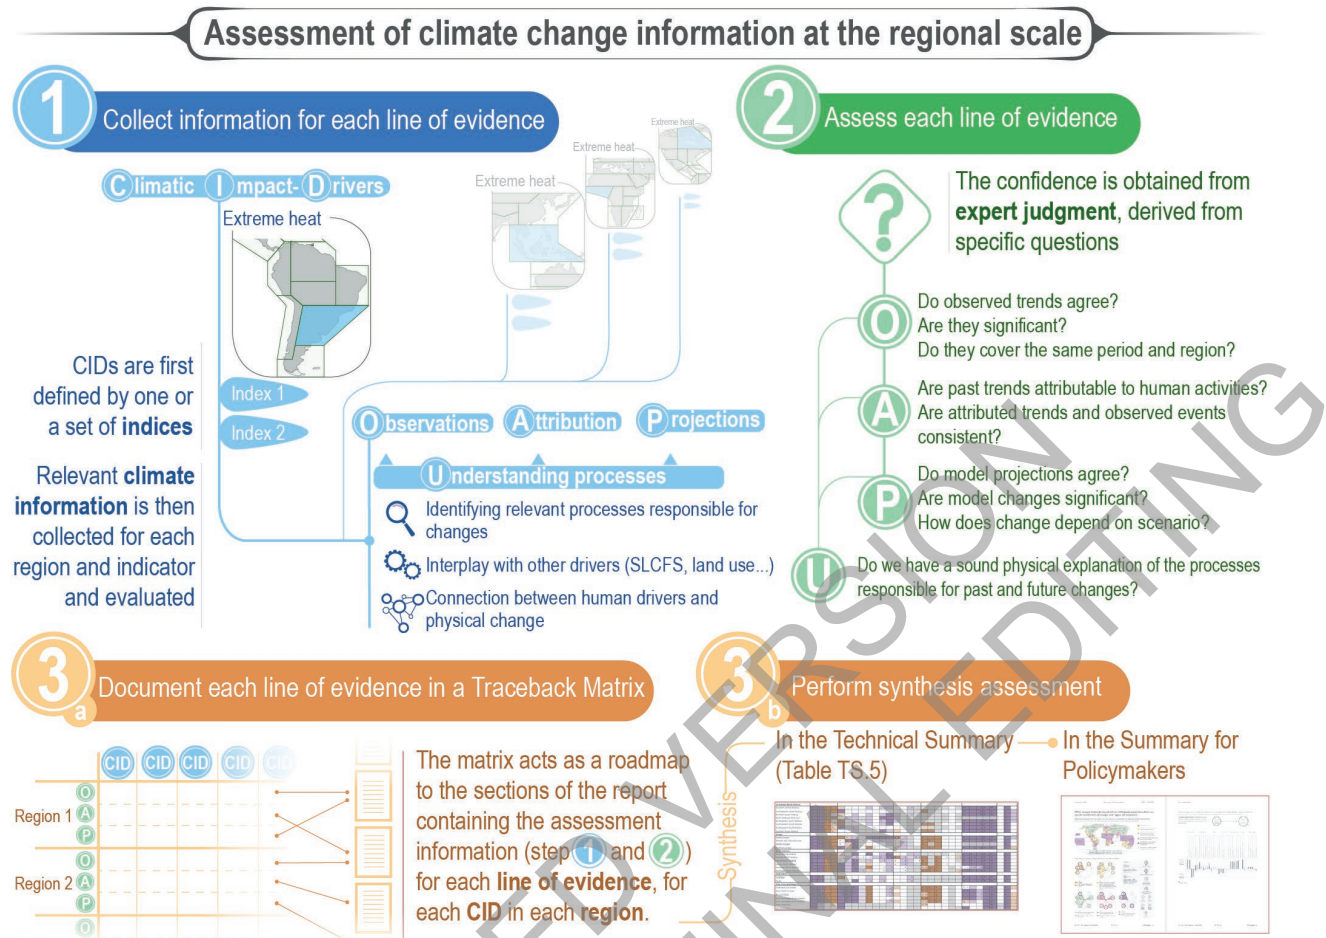 Assessment of climate change information at the regional scale
1
Collect information for each line of evidence
Climatic Impact-Drivers
Extreme heat
Extreme heat
Extreme heat
Extreme heat
CIDs are first
defined by one or
a set of indices
Index 1
Index 2
Relevant climate
information is then
collected for each
region and indicator
and evaluated
Observations Attribution Projections
Understanding processes
Identifying relevant processes responsible for
changes
Interplay with other drivers (SLCFS, land use...)
Connection between human drivers and
physical change
2
Assess each line of evidence
?
The confidence is obtained from
expert judgment, derived from
specific questions
O
Do observed trends agree?
Are they significant?
Do they cover the same period and region?
A
Are past trends attributable to human activities?
Are attributed trends and observed events
consistent?
P
Do model projections agree?
Are model changes significant?
How does change depend on scenario?
U
Do we have a sound physical explanation of the processes
responsible for past and future changes?
3
a
Document each line of evidence in a Traceback Matrix
CID CID CID CID CID
Region 1
O
A
P
Region 2
O
A
P
O
The matrix acts as a roadmap
to the sections of the report
containing the assessment
information (step 1 and 2)
for each line of evidence, for
each CID in each region.
3
b
Perform synthesis assessment
Synthesis
In the Technical Summary
(Table TS.5)
In the Summary for
Policymakers
ED VERSION
INAL EDITING